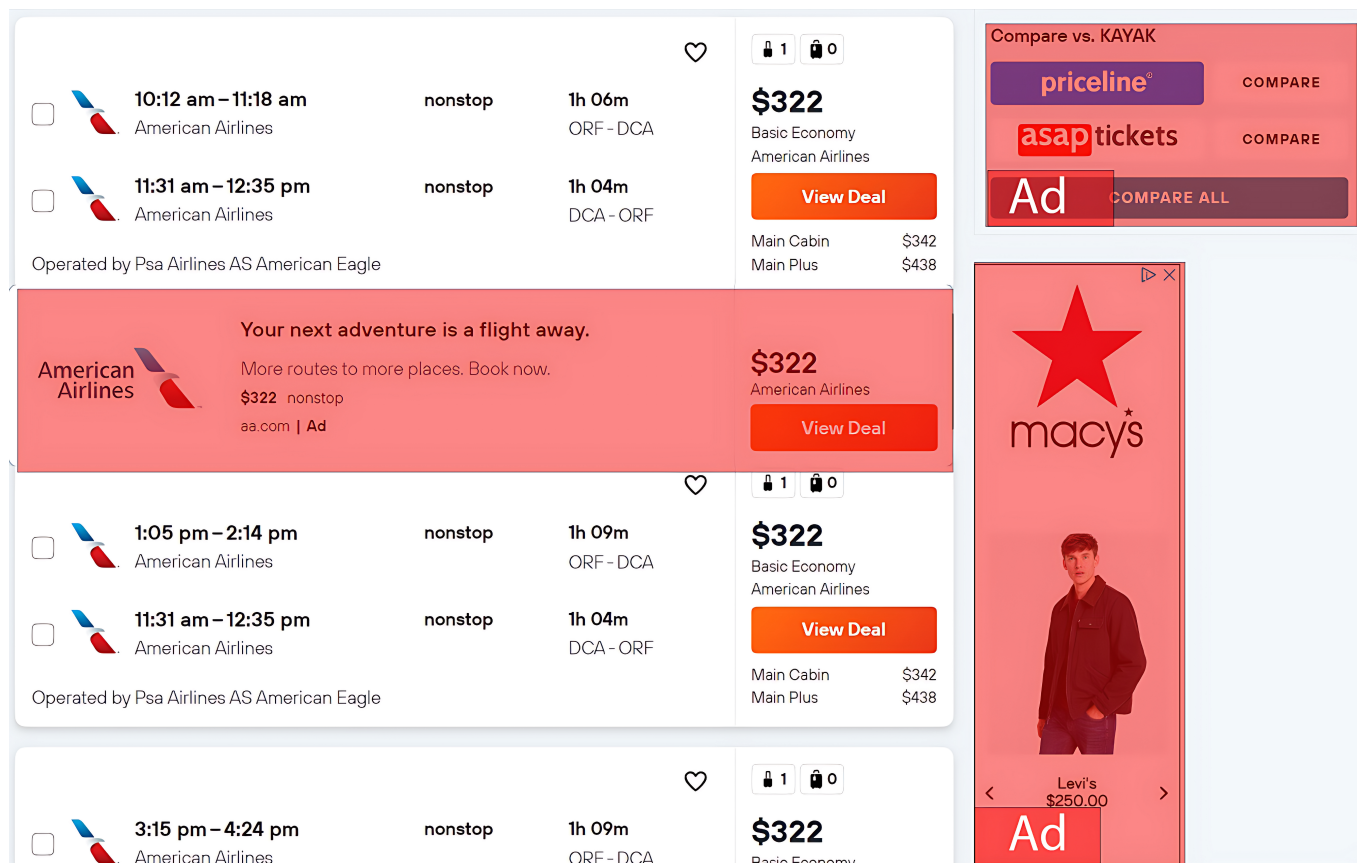 1 0
10:12 am – 11:18 am nonstop 1h 06m $322
American Airlines ORF - DCA Basic Economy
American Airlines
11:31 am – 12:35 pm nonstop 1h 04m View Deal
American Airlines DCA - ORF
Main Cabin $342
Operated by Psa Airlines AS American Eagle Main Plus $438
American Airlines
Your next adventure is a flight away.
More routes to more places. Book now.
$322 nonstop
aa.com | Ad
$322
American Airlines
View Deal
1 0
1:05 pm – 2:14 pm nonstop 1h 09m $322
American Airlines ORF - DCA Basic Economy
American Airlines
11:31 am – 12:35 pm nonstop 1h 04m View Deal
American Airlines DCA - ORF
Main Cabin $342
Operated by Psa Airlines AS American Eagle Main Plus $438
1 0
3:15 pm – 4:24 pm nonstop 1h 09m $322
American Airlines ORF - DCA Basic Economy
Compare vs. KAYAK
priceline® COMPARE
asap tickets COMPARE
Ad COMPARE ALL
macy's
Levi's
$250.00
Ad